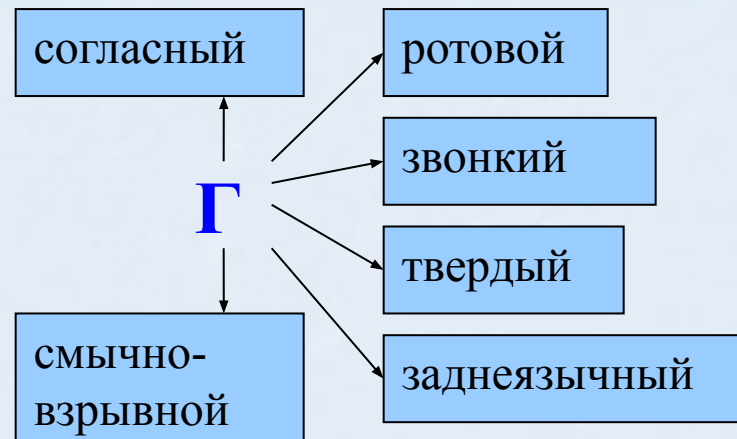 согласный
ротовой
звонкий
Г
твердый
смычно-
взрывной
заднеязычный